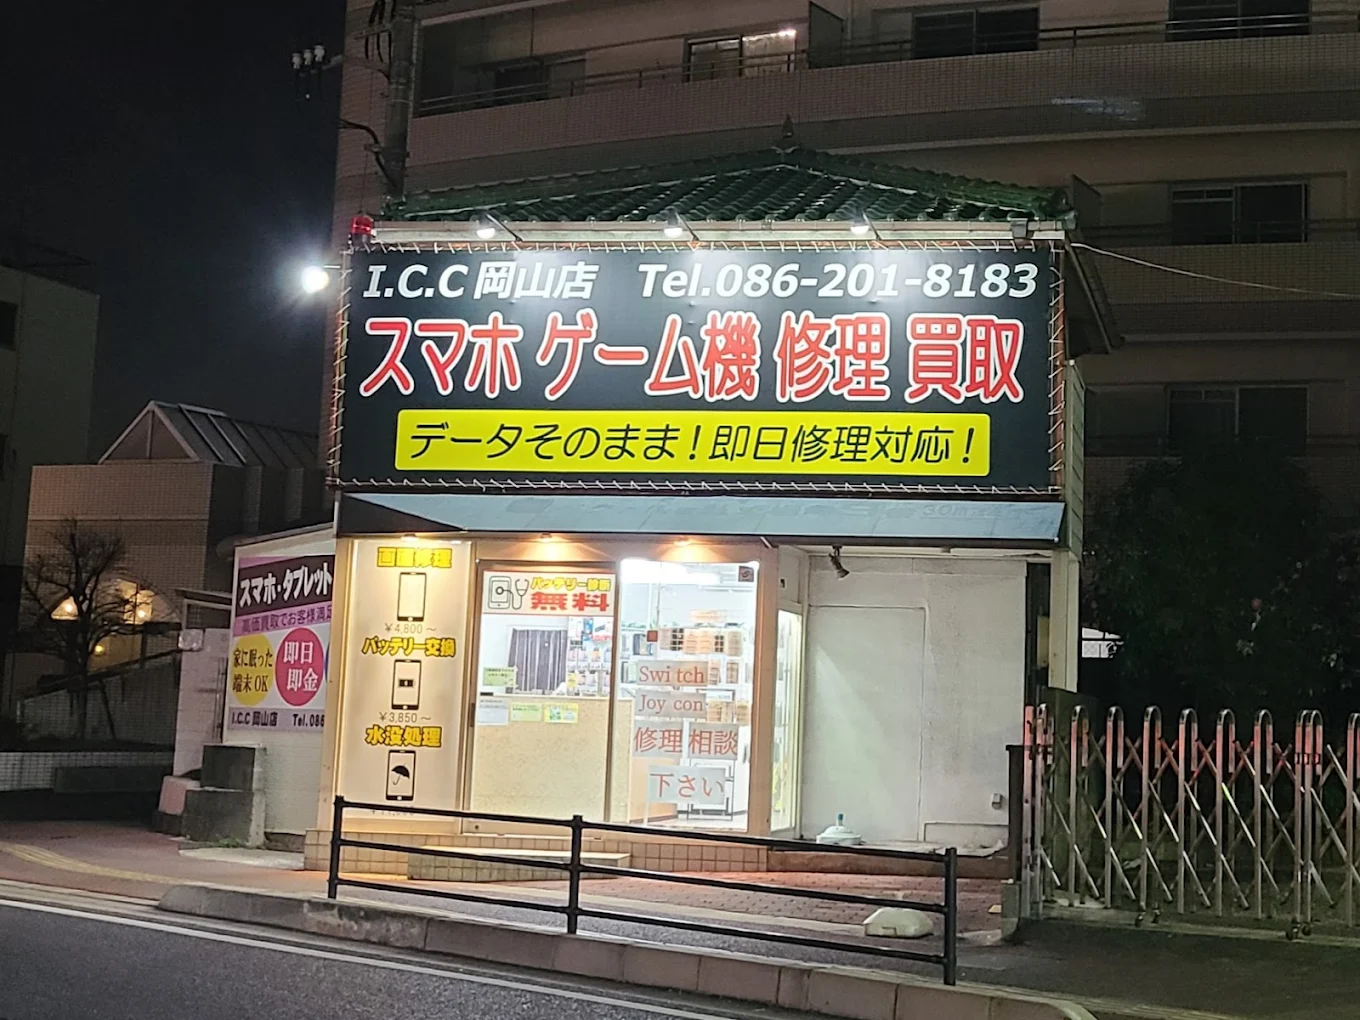 I.C.C 岡山店 Tel.086-201-8183
スマホ ゲーム機 修理 買取
データそのまま!即日修理対応!
画面修理
¥4,800～
バッテリー交換
¥3,850～
水没処理
バッテリー診断
無料
Switch
Joy con
修理相談
下さい
スマホ・タブレット
高価買取でお客様満足
家に眠った
端末OK
即日
即金
I.C.C 岡山店 Tel.086